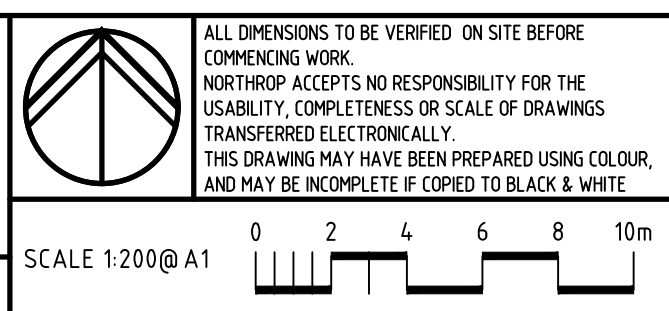 ALL DIMENSIONS TO BE VERIFIED ON SITE BEFORE
COMMENCING WORK.
NORTHROP ACCEPTS NO RESPONSIBILITY FOR THE
USABILITY, COMPLETENESS OR SCALE OF DRAWINGS
TRANSFERRED ELECTRONICALLY.
THIS DRAWING MAY HAVE BEEN PREPARED USING COLOUR,
AND MAY BE INCOMPLETE IF COPIED TO BLACK & WHITE
SCALE 1:200@ A1
0 2 4 6 8 10m